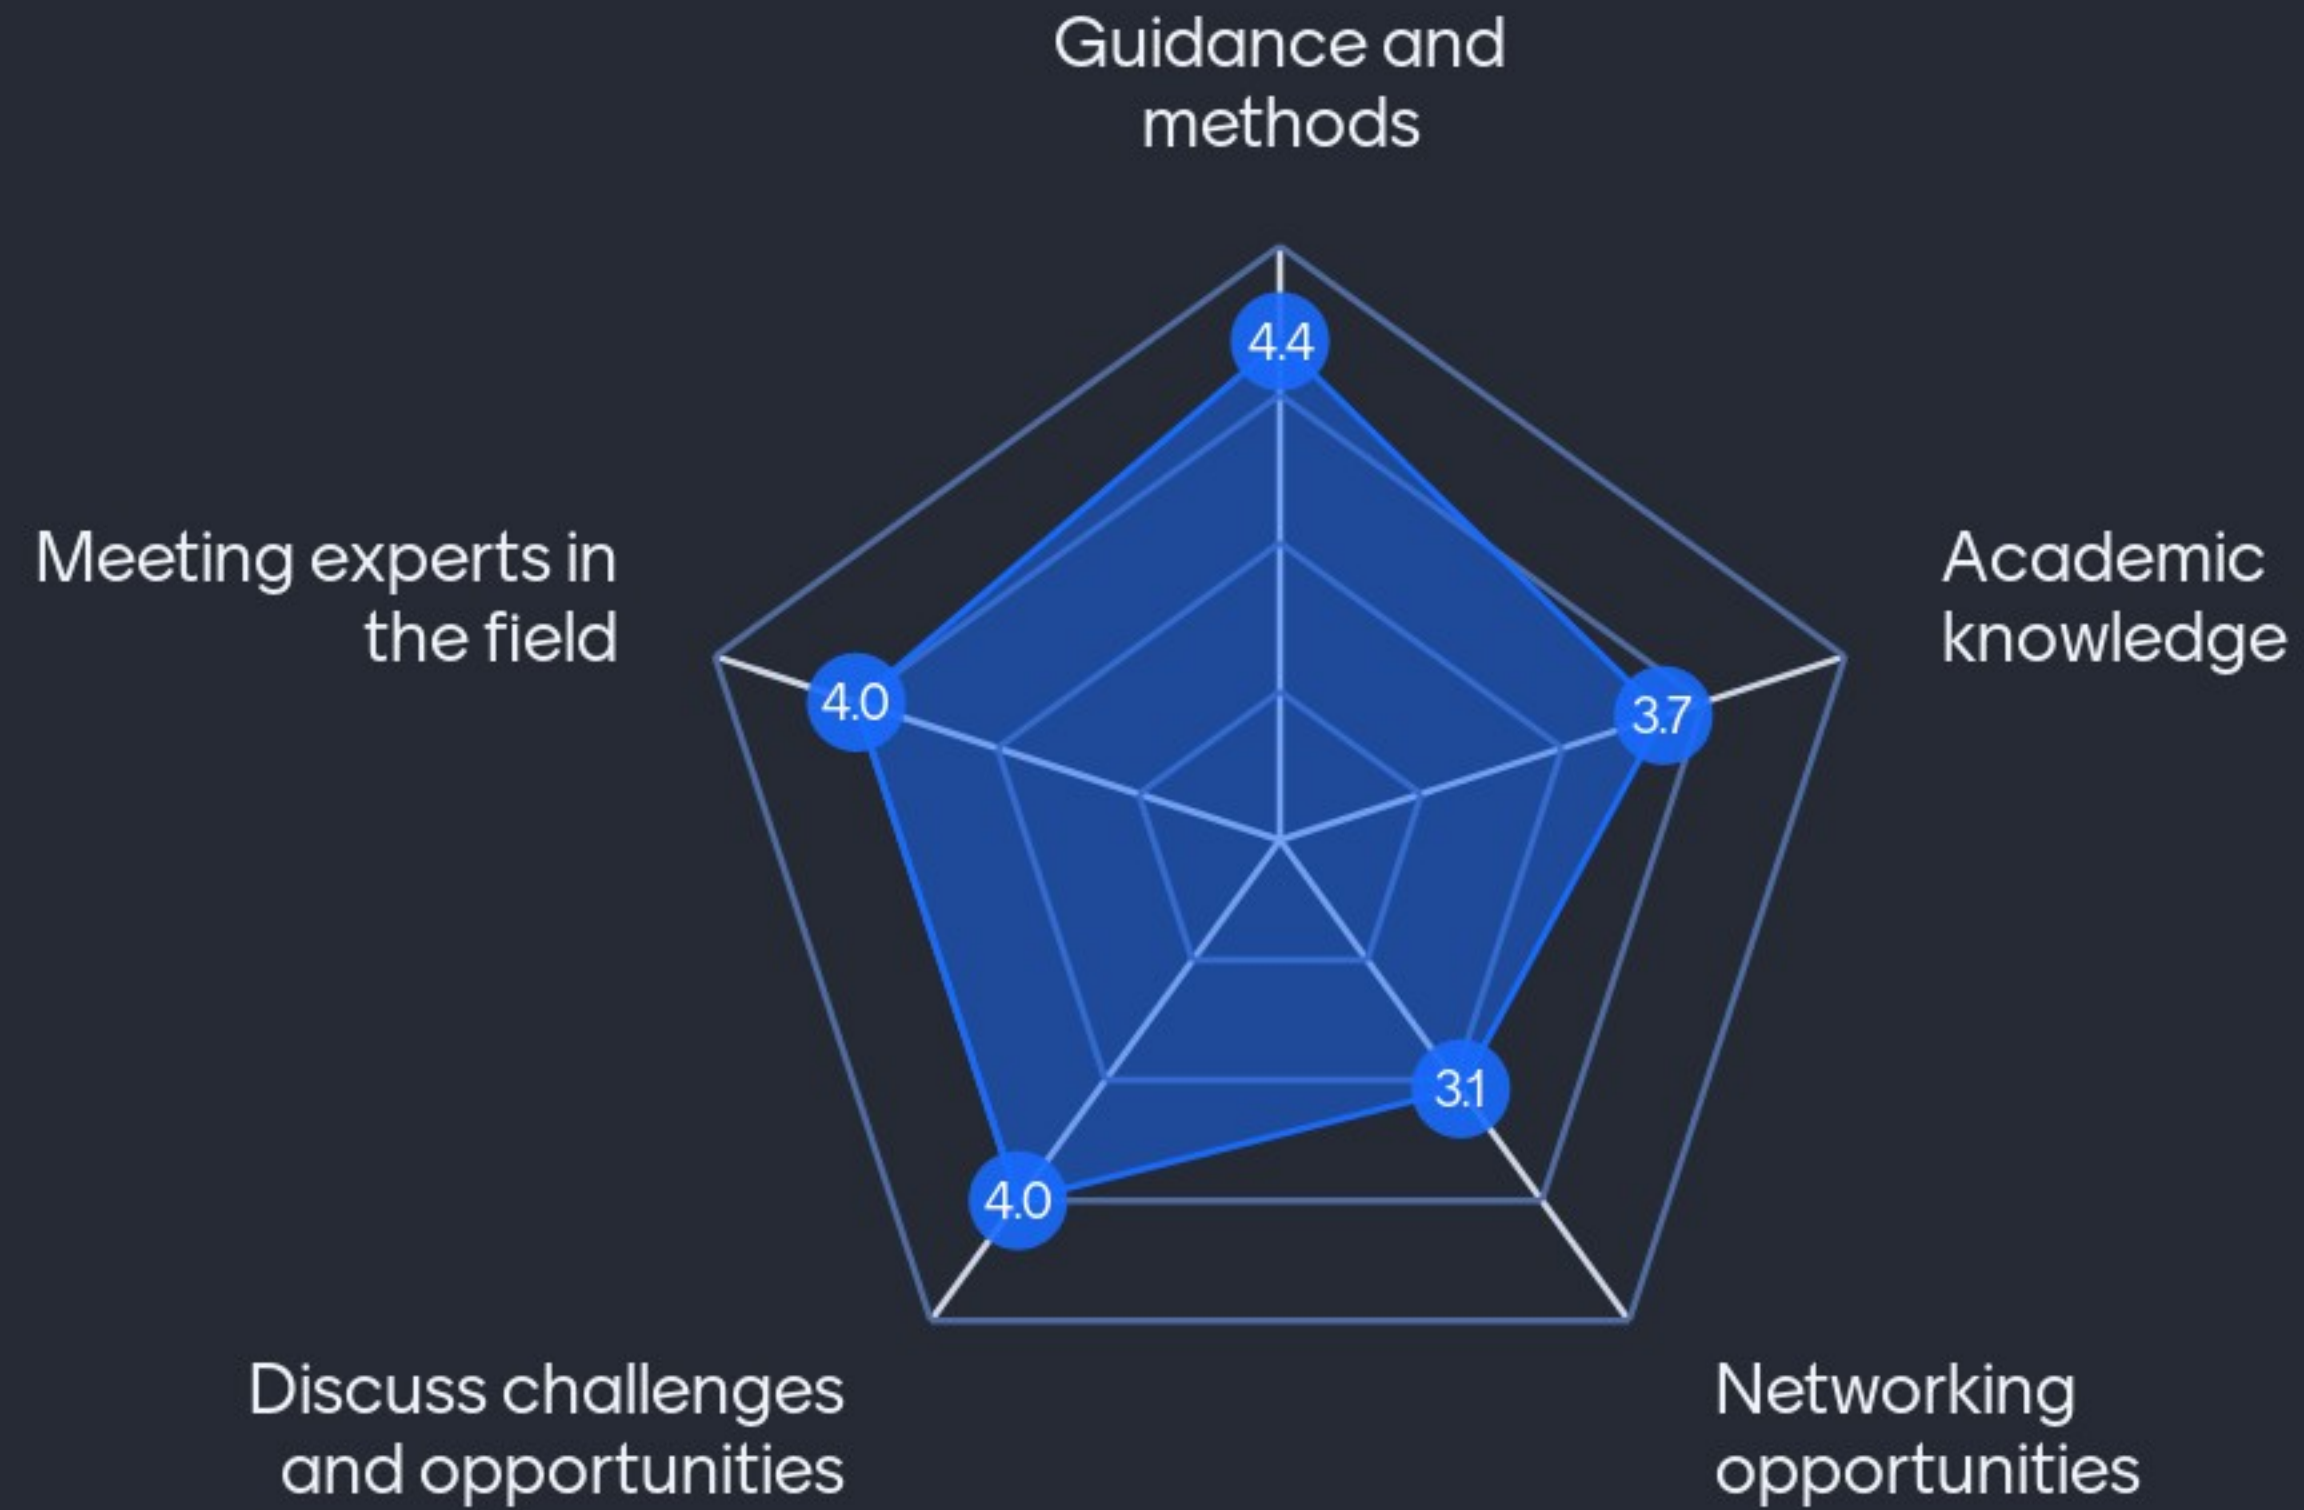 Guidance and
methods
4.4
Meeting experts in
the field
Academic
knowledge
4.0
3.7
3.1
4.0
Discuss challenges
and opportunities
Networking
opportunities